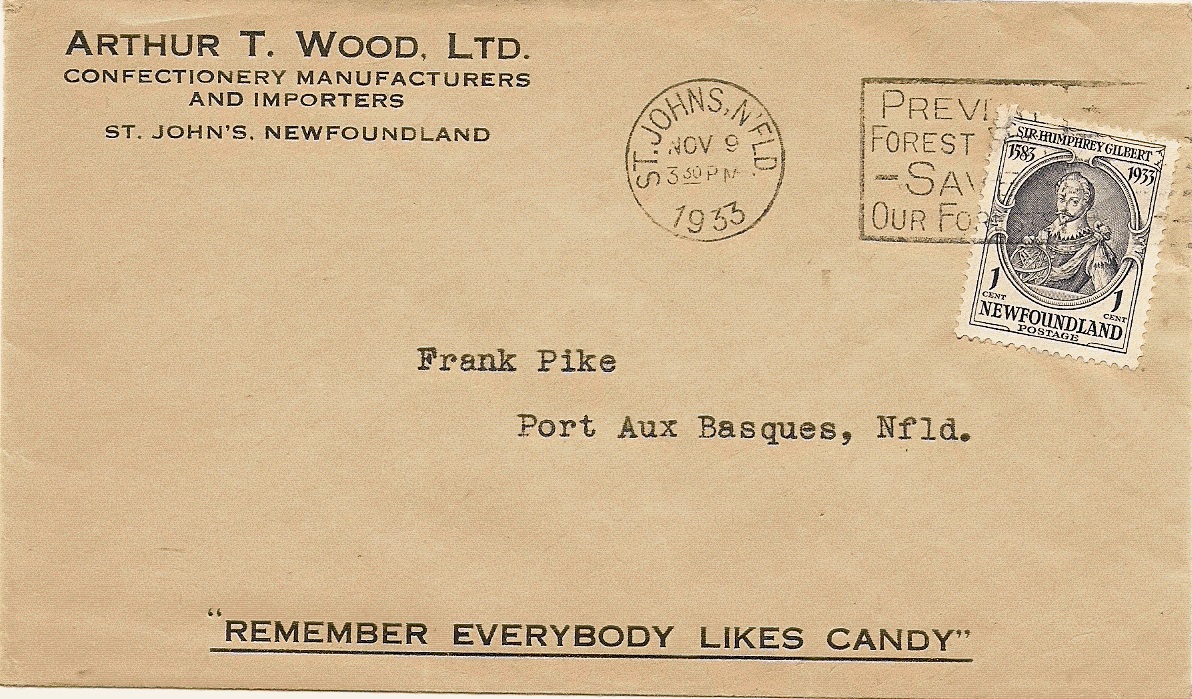 ARTHUR T. WOOD, LTD.
CONFECTIONERY MANUFACTURERS
AND IMPORTERS
ST. JOHN'S, NEWFOUNDLAND
ST. JOHNS, N'FLD
NOV 9
3 30 PM
1933
FOREST
OUR
SIR·HUMPHREY GILBERT
1583 1933
1 CENT 1 CENT
NEWFOUNDLAND
POSTAGE
Frank Pike
Port Aux Basques, Nfld.
"REMEMBER EVERYBODY LIKES CANDY"